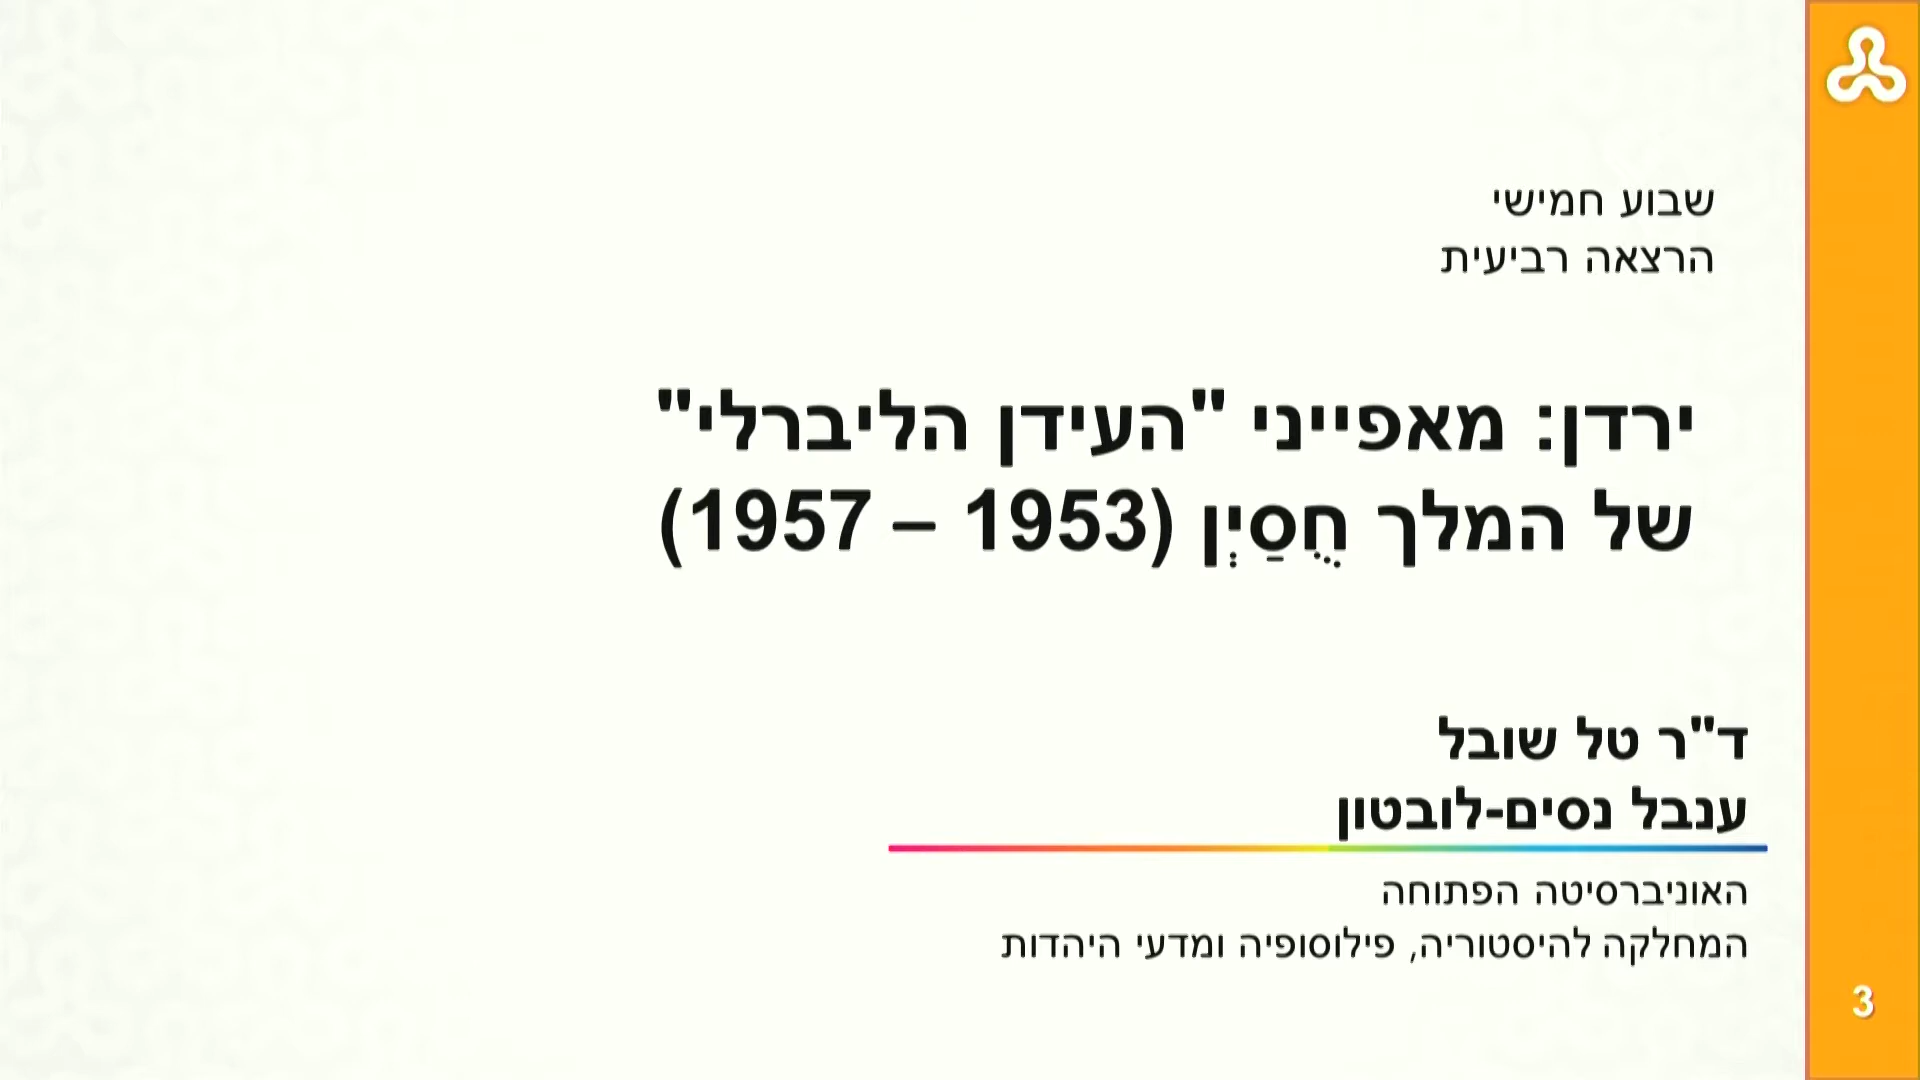 שבוע חמישי
הרצאה רביעית
ירדן: מאפייני "העידן הליברלי"
של המלך חֻסַיְן (1953 – 1957)
ד"ר טל שובל
ענבל נסים-לובטון
האוניברסיטה הפתוחה
המחלקה להיסטוריה, פילוסופיה ומדעי היהדות
3